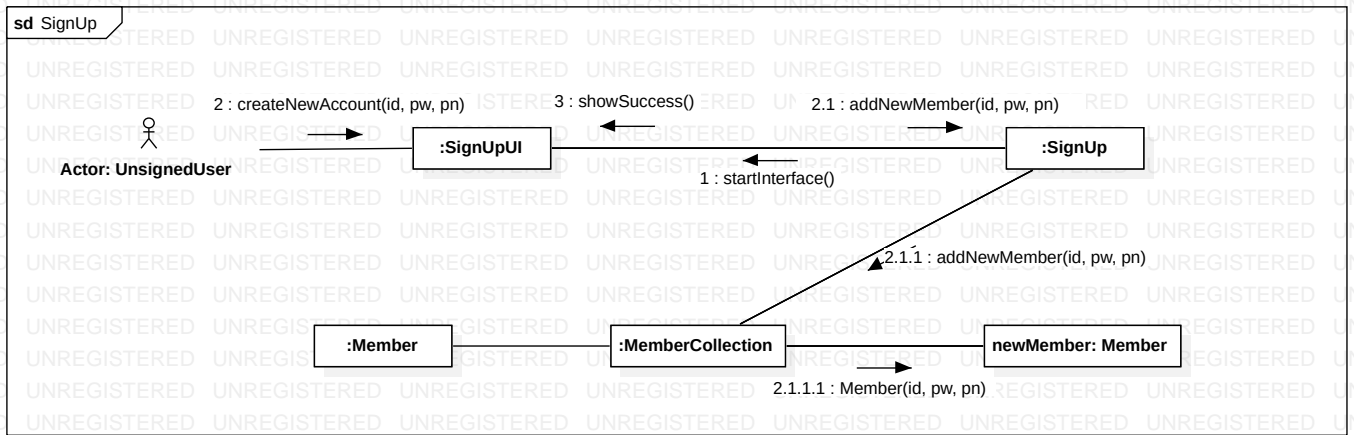 sd SignUp
2 : createNewAccount(id, pw, pn)
3 : showSuccess()
2.1 : addNewMember(id, pw, pn)
Actor: UnsignedUser
:SignUpUI
:SignUp
1 : startInterface()
2.1.1 : addNewMember(id, pw, pn)
:Member
:MemberCollection
newMember: Member
2.1.1.1 : Member(id, pw, pn)
UNREGISTERED